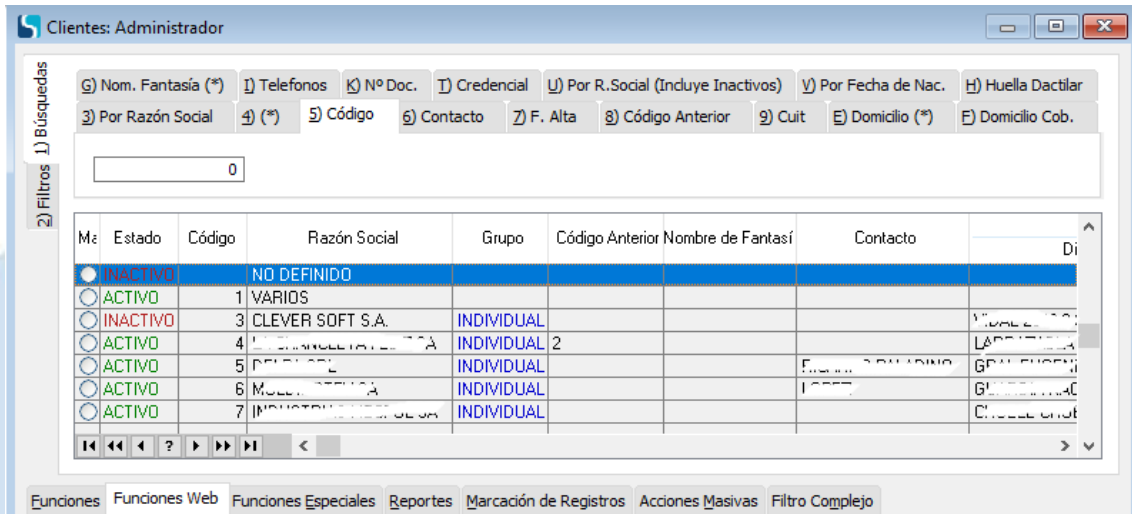 Clientes: Administrador
1) Búsquedas
2) Filtros
G) Nom. Fantasía (*) I) Telefonos K) Nº Doc. T) Credencial U) Por R.Social (Incluye Inactivos) V) Por Fecha de Nac. H) Huella Dactilar
3) Por Razón Social 4) (*) 5) Código 6) Contacto 7) F. Alta 8) Código Anterior 9) Cuit E) Domicilio (*) F) Domicilio Cob.
0
Ma Estado Código Razón Social Grupo Código Anterior Nombre de Fantasí Contacto Di
INACTIVO NO DEFINIDO
ACTIVO 1 VARIOS
INACTIVO 3 CLEVER SOFT S.A. INDIVIDUAL
ACTIVO 4 INDIVIDUAL 2
ACTIVO 5 INDIVIDUAL
ACTIVO 6 INDIVIDUAL
ACTIVO 7 INDIVIDUAL
?
Funciones Funciones Web Funciones Especiales Reportes Marcación de Registros Acciones Masivas Filtro Complejo